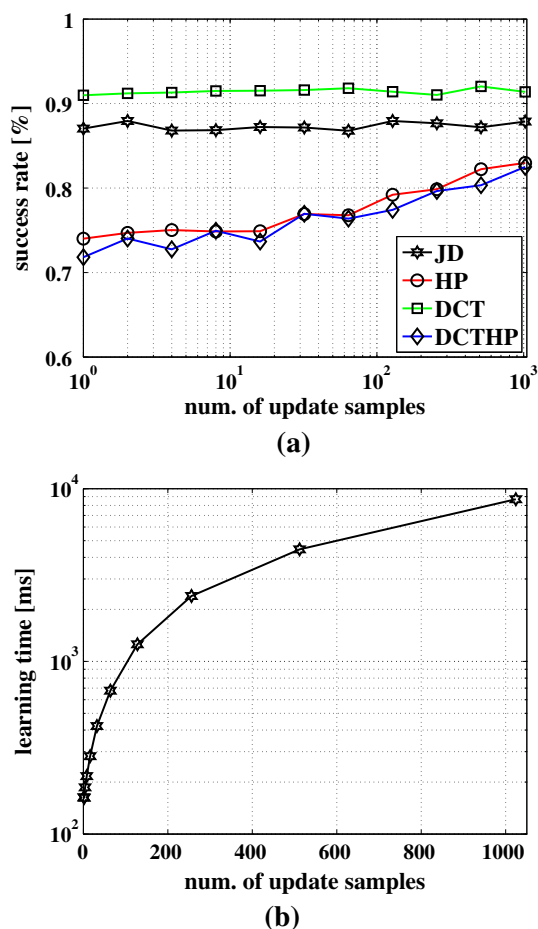 1
0.9
0.8
0.7
0.6
success rate [%]
JD
HP
DCT
DCTHP
10^0 10^1 10^2 10^3
num. of update samples
(a)
10^4
10^3
10^2
learning time [ms]
0 200 400 600 800 1000
num. of update samples
(b)